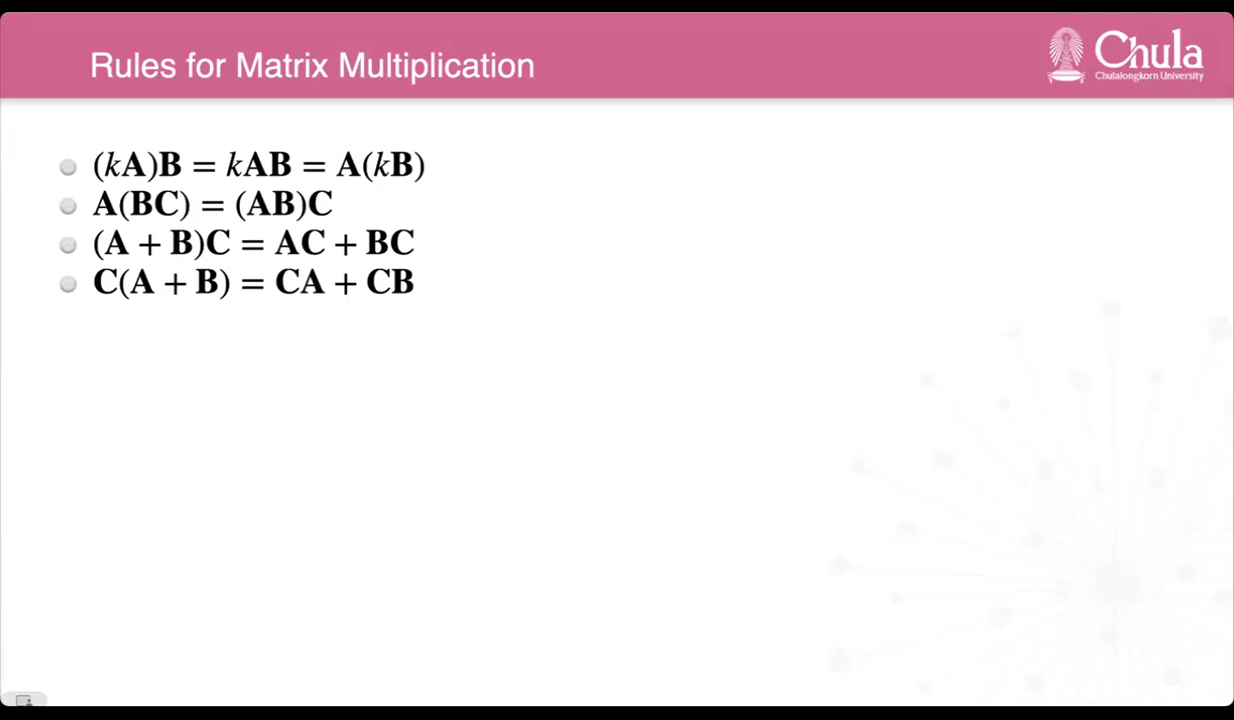 Rules for Matrix Multiplication
Chula
Chulalongkorn University
(kA)B = kAB = A(kB)
A(BC) = (AB)C
(A + B)C = AC + BC
C(A + B) = CA + CB